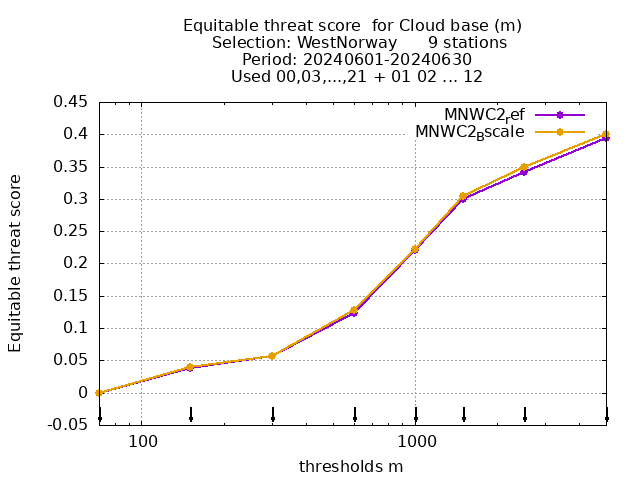 Equitable threat score  for Cloud base (m)
Selection: WestNorway      9 stations
Period: 20240601-20240630
Used 00,03,...,21 + 01 02 ... 12
MNWC2ref
MNWC2Bscale
0.45
0.4
0.35
0.3
0.25
0.2
0.15
0.1
0.05
0
-0.05
Equitable threat score
100
1000
thresholds m